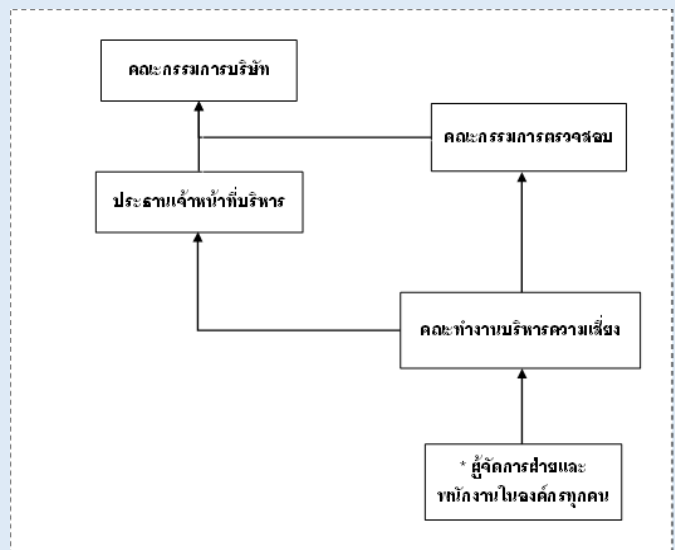 คณะกรรมการบริษัท
คณะกรรมการตรวจสอบ
ประธานเจ้าหน้าที่บริหาร
คณะทำงานบริหารความเสี่ยง
* ผู้จัดการฝ่ายและ
พนักงานในองค์กรทุกคน